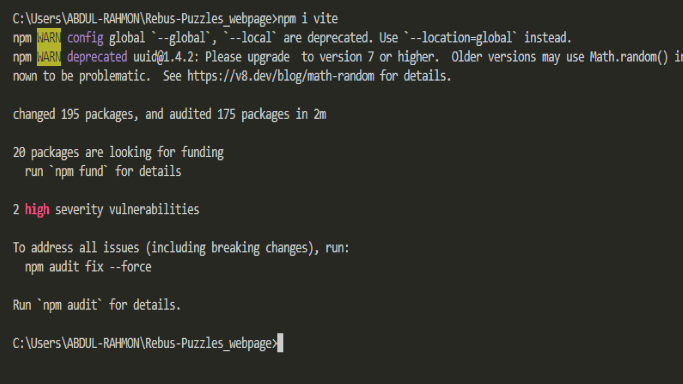 C:\Users\ABDUL-RAHMON\Rebus-Puzzles_webpage>npm i vite
npm WARN config global `--global`, `--local` are deprecated. Use `--location=global` instead.
npm WARN deprecated uuid@1.4.2: Please upgrade  to version 7 or higher.  Older versions may use Math.random() in
nown to be problematic.  See https://v8.dev/blog/math-random for details.
changed 195 packages, and audited 175 packages in 2m
20 packages are looking for funding
  run `npm fund` for details
2 high severity vulnerabilities
To address all issues (including breaking changes), run:
  npm audit fix --force
Run `npm audit` for details.
C:\Users\ABDUL-RAHMON\Rebus-Puzzles_webpage>